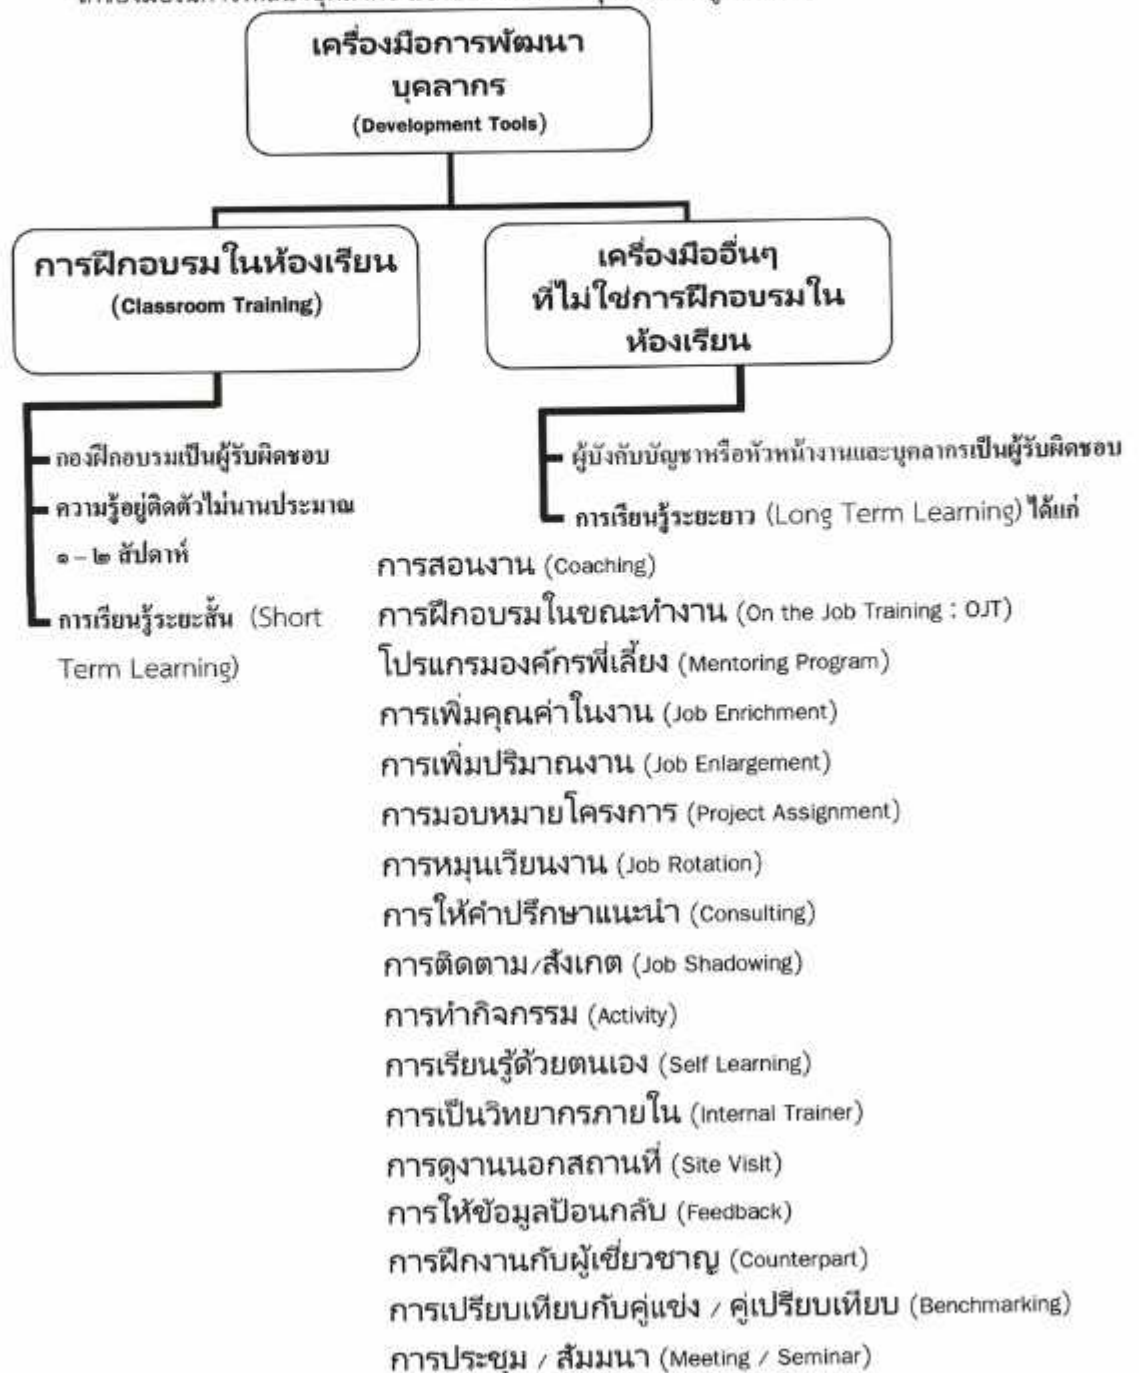 เครื่องมือการพัฒนา
บุคลากร
(Development Tools)
การฝึกอบรมในห้องเรียน
(Classroom Training)
เครื่องมืออื่นๆ
ที่ไม่ใช่การฝึกอบรมใน
ห้องเรียน
กองฝึกอบรมเป็นผู้รับผิดชอบ
ความรู้อยู่ติดตัวไม่นานประมาณ
๑ – ๒ สัปดาห์
การเรียนรู้ระยะสั้น (Short
Term Learning)
ผู้บังคับบัญชาหรือหัวหน้างานและบุคลากรเป็นผู้รับผิดชอบ
การเรียนรู้ระยะยาว (Long Term Learning) ได้แก่
การสอนงาน (Coaching)
การฝึกอบรมในขณะทำงาน (On the Job Training : OJT)
โปรแกรมองค์กรพี่เลี้ยง (Mentoring Program)
การเพิ่มคุณค่าในงาน (Job Enrichment)
การเพิ่มปริมาณงาน (Job Enlargement)
การมอบหมายโครงการ (Project Assignment)
การหมุนเวียนงาน (Job Rotation)
การให้คำปรึกษาแนะนำ (Consulting)
การติดตาม/สังเกต (Job Shadowing)
การทำกิจกรรม (Activity)
การเรียนรู้ด้วยตนเอง (Self Learning)
การเป็นวิทยากรภายใน (Internal Trainer)
การดูงานนอกสถานที่ (Site Visit)
การให้ข้อมูลป้อนกลับ (Feedback)
การฝึกงานกับผู้เชี่ยวชาญ (Counterpart)
การเปรียบเทียบกับคู่แข่ง / คู่เปรียบเทียบ (Benchmarking)
การประชุม / สัมมนา (Meeting / Seminar)